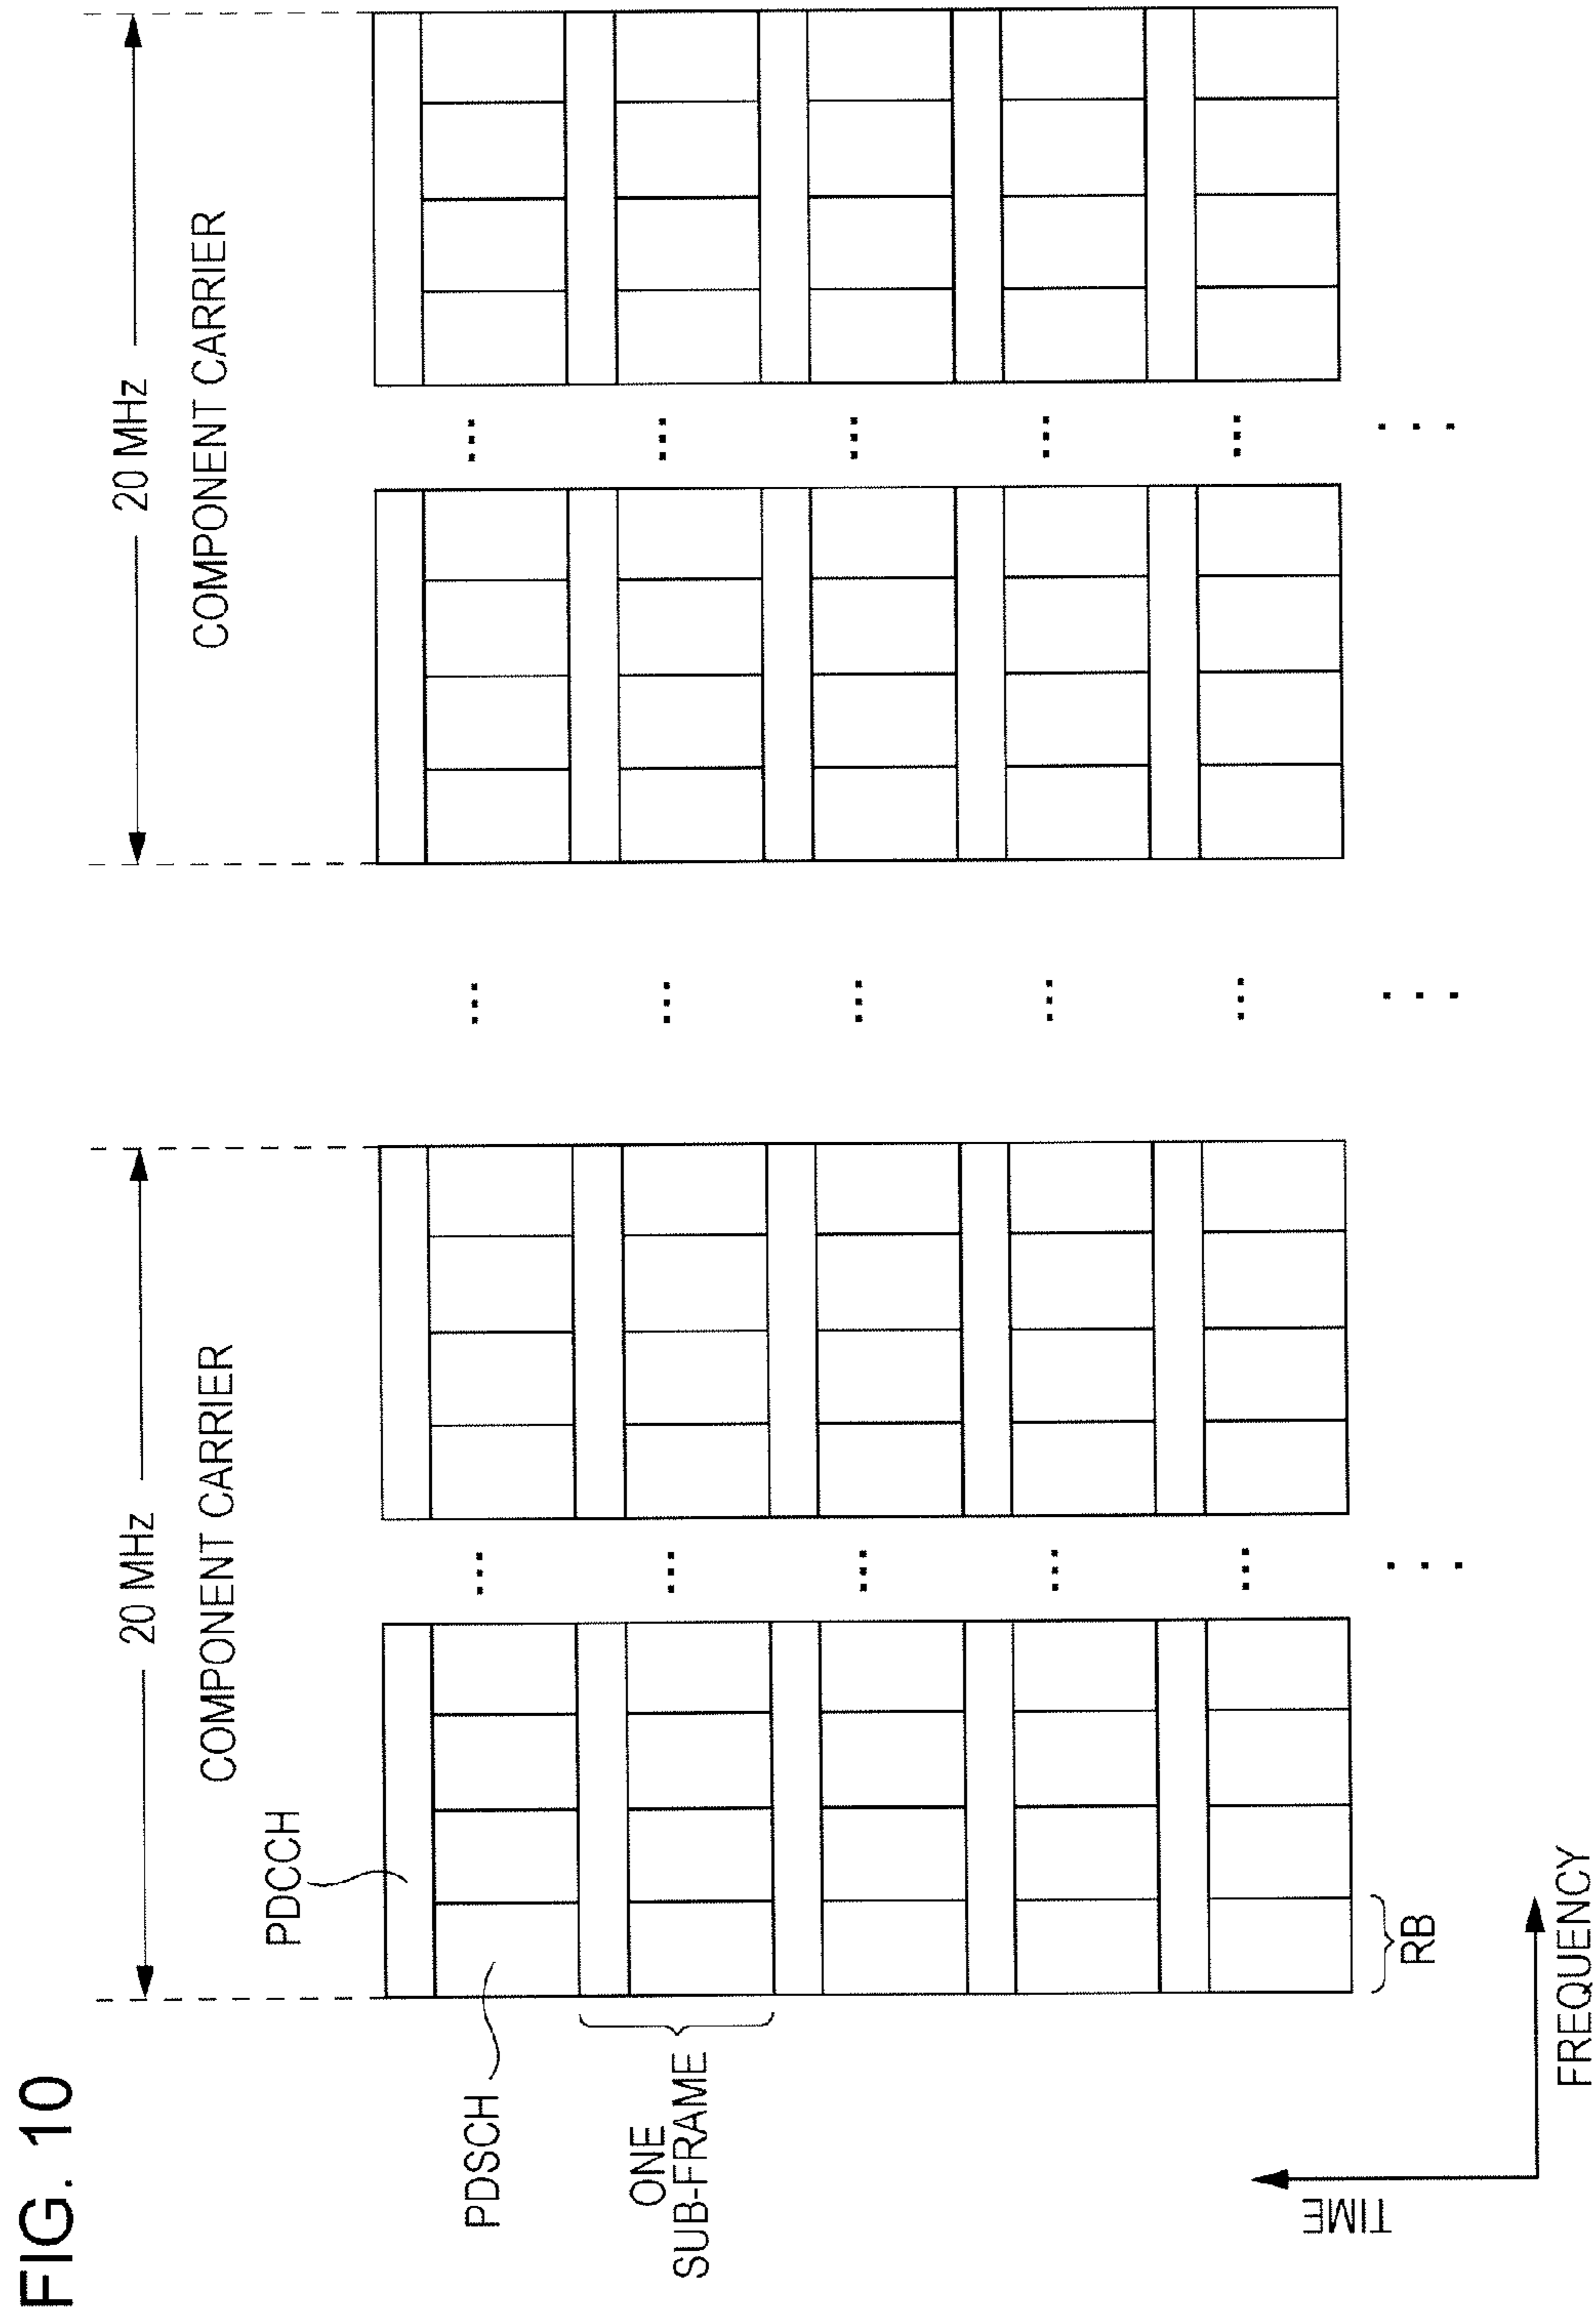 FIG. 10
20 MHz
20 MHz
COMPONENT CARRIER
COMPONENT CARRIER
PDCCH
PDSCH
ONE
SUB-FRAME
RB
TIME
FREQUENCY